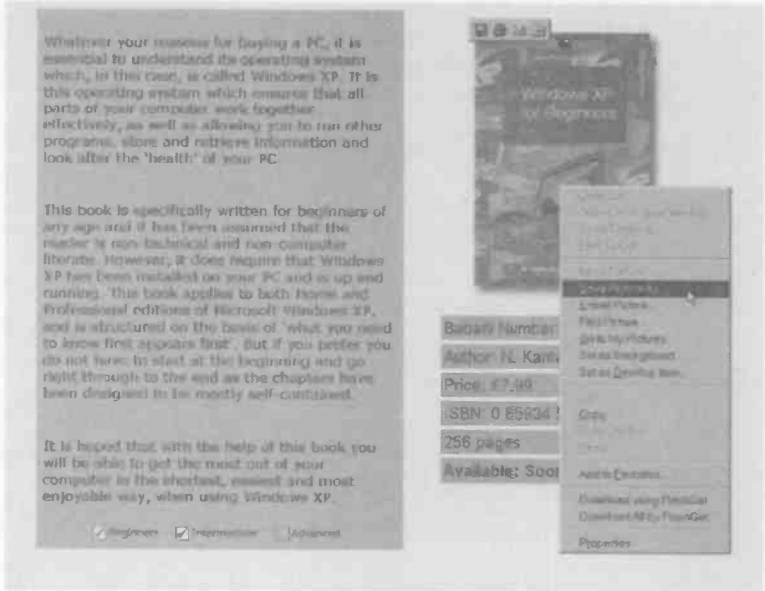 Whatever your reasons for buying a PC, it is
essential to understand its operating system
which, in this case, is called Windows XP. It is
this operating system which ensures that all
parts of your computer work together
effectively, as well as allowing you to run other
programs, store and retrieve information and
look after the 'health' of your PC.
This book is specifically written for beginners of
any age and it has been assumed that the
reader is non-technical and non-computer
literate. However, it does require that Windows
XP has been installed on your PC and is up and
running. This book applies to both Home and
Professional editions of Microsoft Windows XP,
and is structured on the basis of 'what you need
to know first appears first'. But if you prefer you
do not have to start at the beginning and go
right through to the end as the chapters have
been designed to be mostly self-contained.
It is hoped that with the help of this book you
will be able to get the most out of your
computer in the shortest, easiest and most
enjoyable way, when using Windows XP.
Beginners Intermediate Advanced
Windows XP
for Beginners
Babani Number
Author: N. Kant
Price: £7.99
ISBN: 0 85934
256 pages
Available: Soon
Save Picture As...
E-mail Picture...
Print Picture...
Go to My Pictures
Set as Background
Set as Desktop Item...
Copy
Add to Favorites...
Download using FlashGet
Download All by FlashGet
Properties